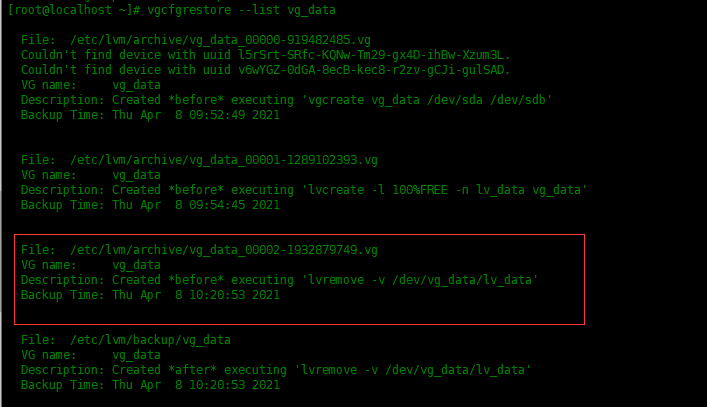 [root@localhost ~]# vgcfgrestore --list vg_data
File: /etc/lvm/archive/vg_data_00000-919482485.vg
Couldn't find device with uuid l5rSrt-SRfc-KQNw-Tm29-gx4D-ihBw-Xzum3L.
Couldn't find device with uuid v6wYGZ-0dGA-8ecB-kec8-r2zv-gCJi-gulSAD.
VG name: vg_data
Description: Created *before* executing 'vgcreate vg_data /dev/sda /dev/sdb'
Backup Time: Thu Apr 8 09:52:49 2021
File: /etc/lvm/archive/vg_data_00001-1289102393.vg
VG name: vg_data
Description: Created *before* executing 'lvcreate -l 100%FREE -n lv_data vg_data'
Backup Time: Thu Apr 8 09:54:45 2021
File: /etc/lvm/archive/vg_data_00002-1932879749.vg
VG name: vg_data
Description: Created *before* executing 'lvremove -v /dev/vg_data/lv_data'
Backup Time: Thu Apr 8 10:20:53 2021
File: /etc/lvm/backup/vg_data
VG name: vg_data
Description: Created *after* executing 'lvremove -v /dev/vg_data/lv_data'
Backup Time: Thu Apr 8 10:20:53 2021